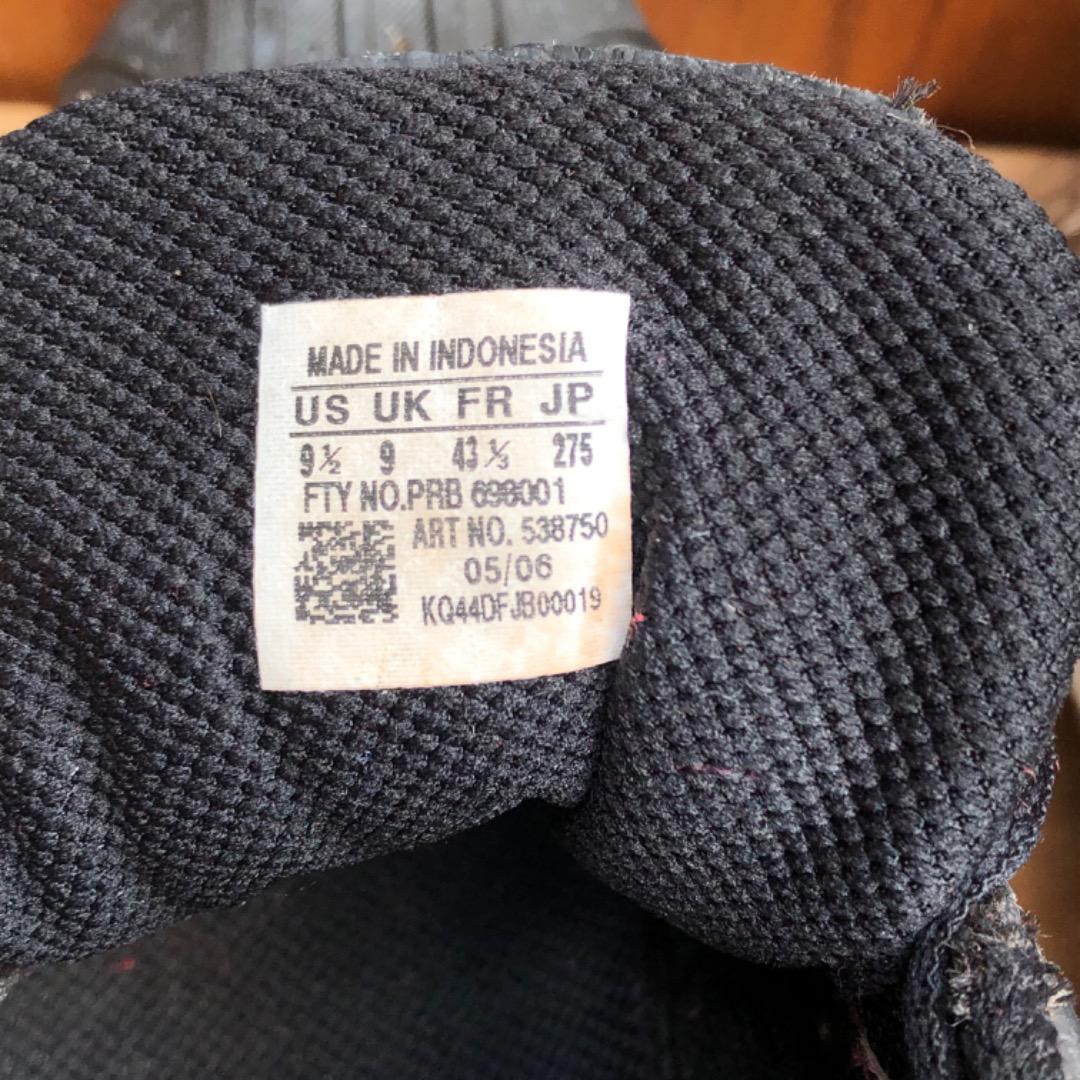 MADE IN INDONESIA
US UK FR JP
9½ 9 43⅓ 275
FTY NO.PRB 698001
ART NO. 538750
05/06
KQ44DFJB00019